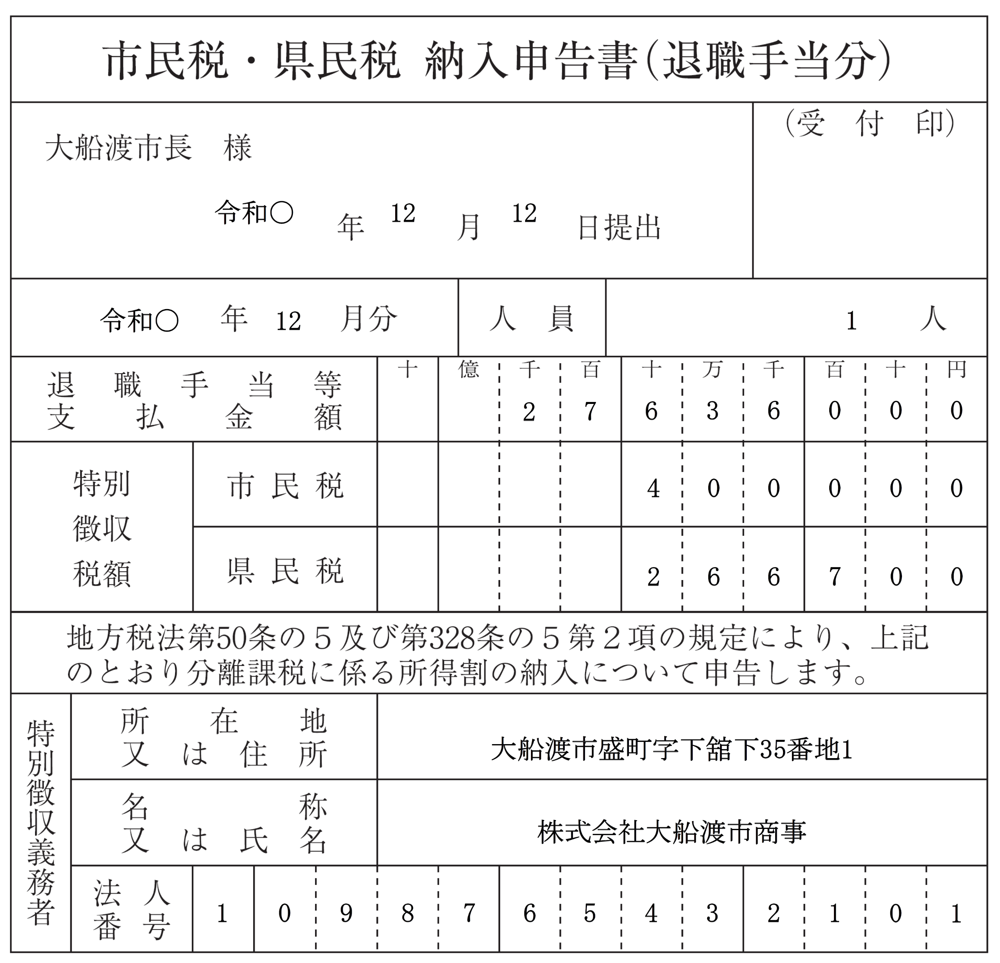 市民税・県民税 納入申告書(退職手当分)
(受 付 印)
大船渡市長 様
令和〇 年 12 月 12 日提出
令和〇 年 12 月分 人 員 1 人
十 億 千 百 十 万 千 百 十 円
退職手当等
支払金額
2 7 6 3 6 0 0 0
特別
徴収
税額
市民税 4 0 0 0 0 0
県民税 2 6 6 7 0 0
地方税法第50条の5及び第328条の5第2項の規定により、上記
のとおり分離課税に係る所得割の納入について申告します。
特別徴収義務者
所在地
又は住所
大船渡市盛町字下舘下35番地1
名称
又は氏名
株式会社大船渡市商事
法人
番号
1 0 9 8 7 6 5 4 3 2 1 0 1